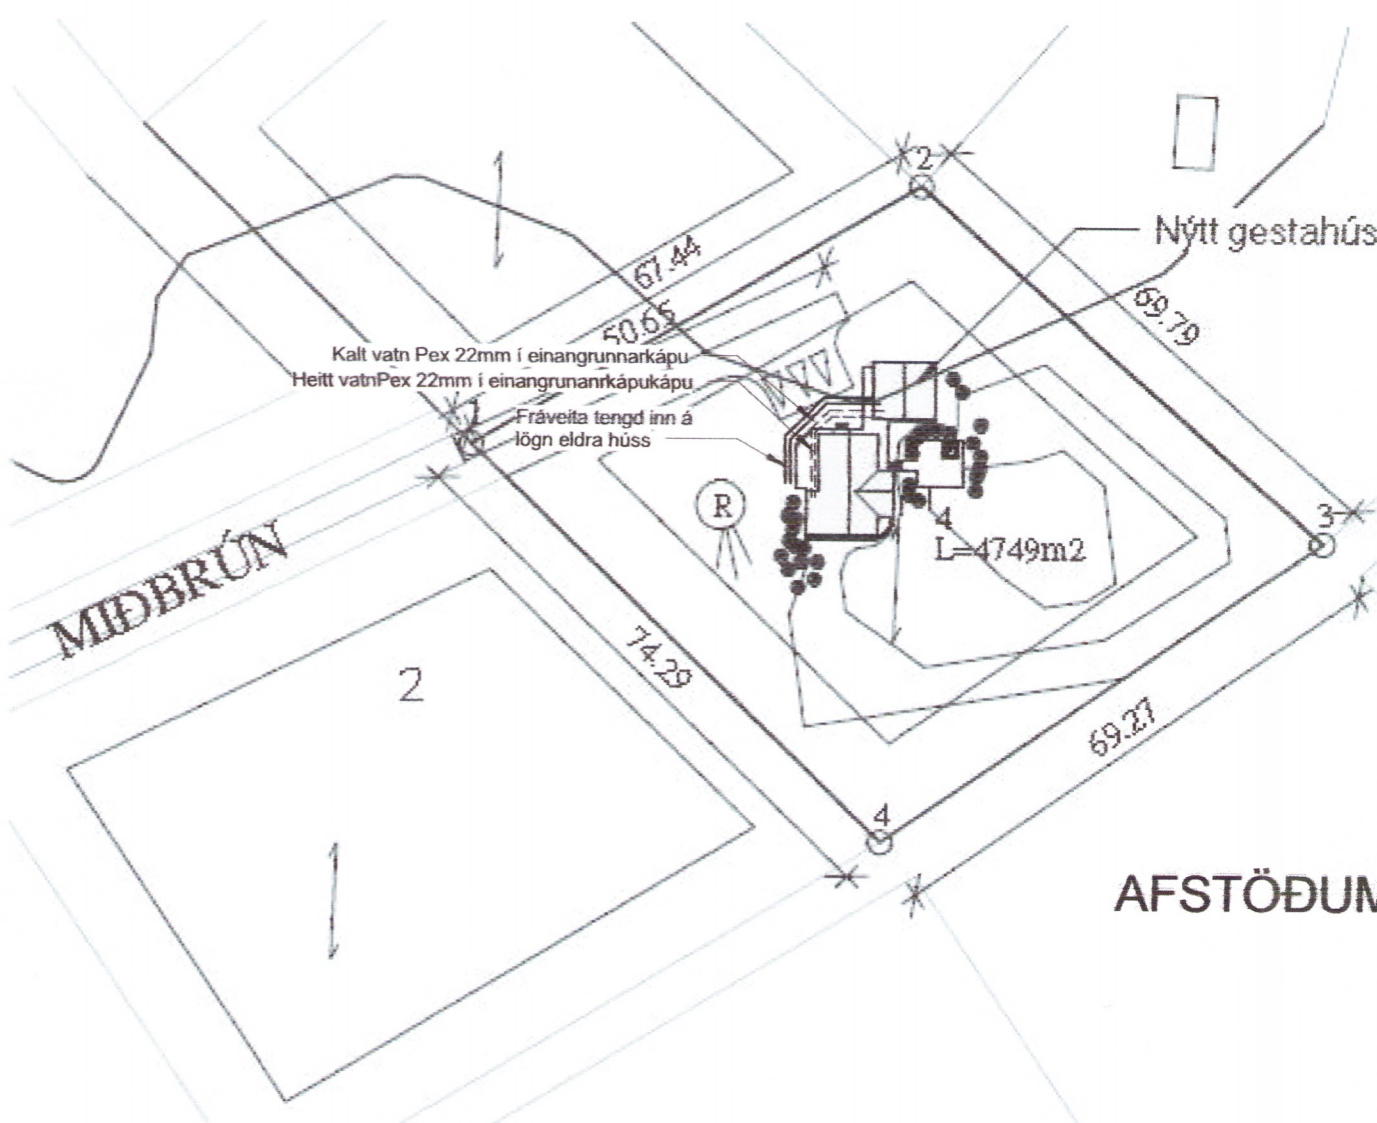 2
Nýtt gestahús
67.44
50.65
69.79
Kalt vatn Pex 22mm í einangrunnarkápu
Heitt vatnPex 22mm í einangrunanrkápukápu
1
Fráveita tengd inn á
lögn eldra húss
R
4
L=4749m2
3
MIÐBRÚN
74.29
2
69.27
4
AFSTÖÐUM